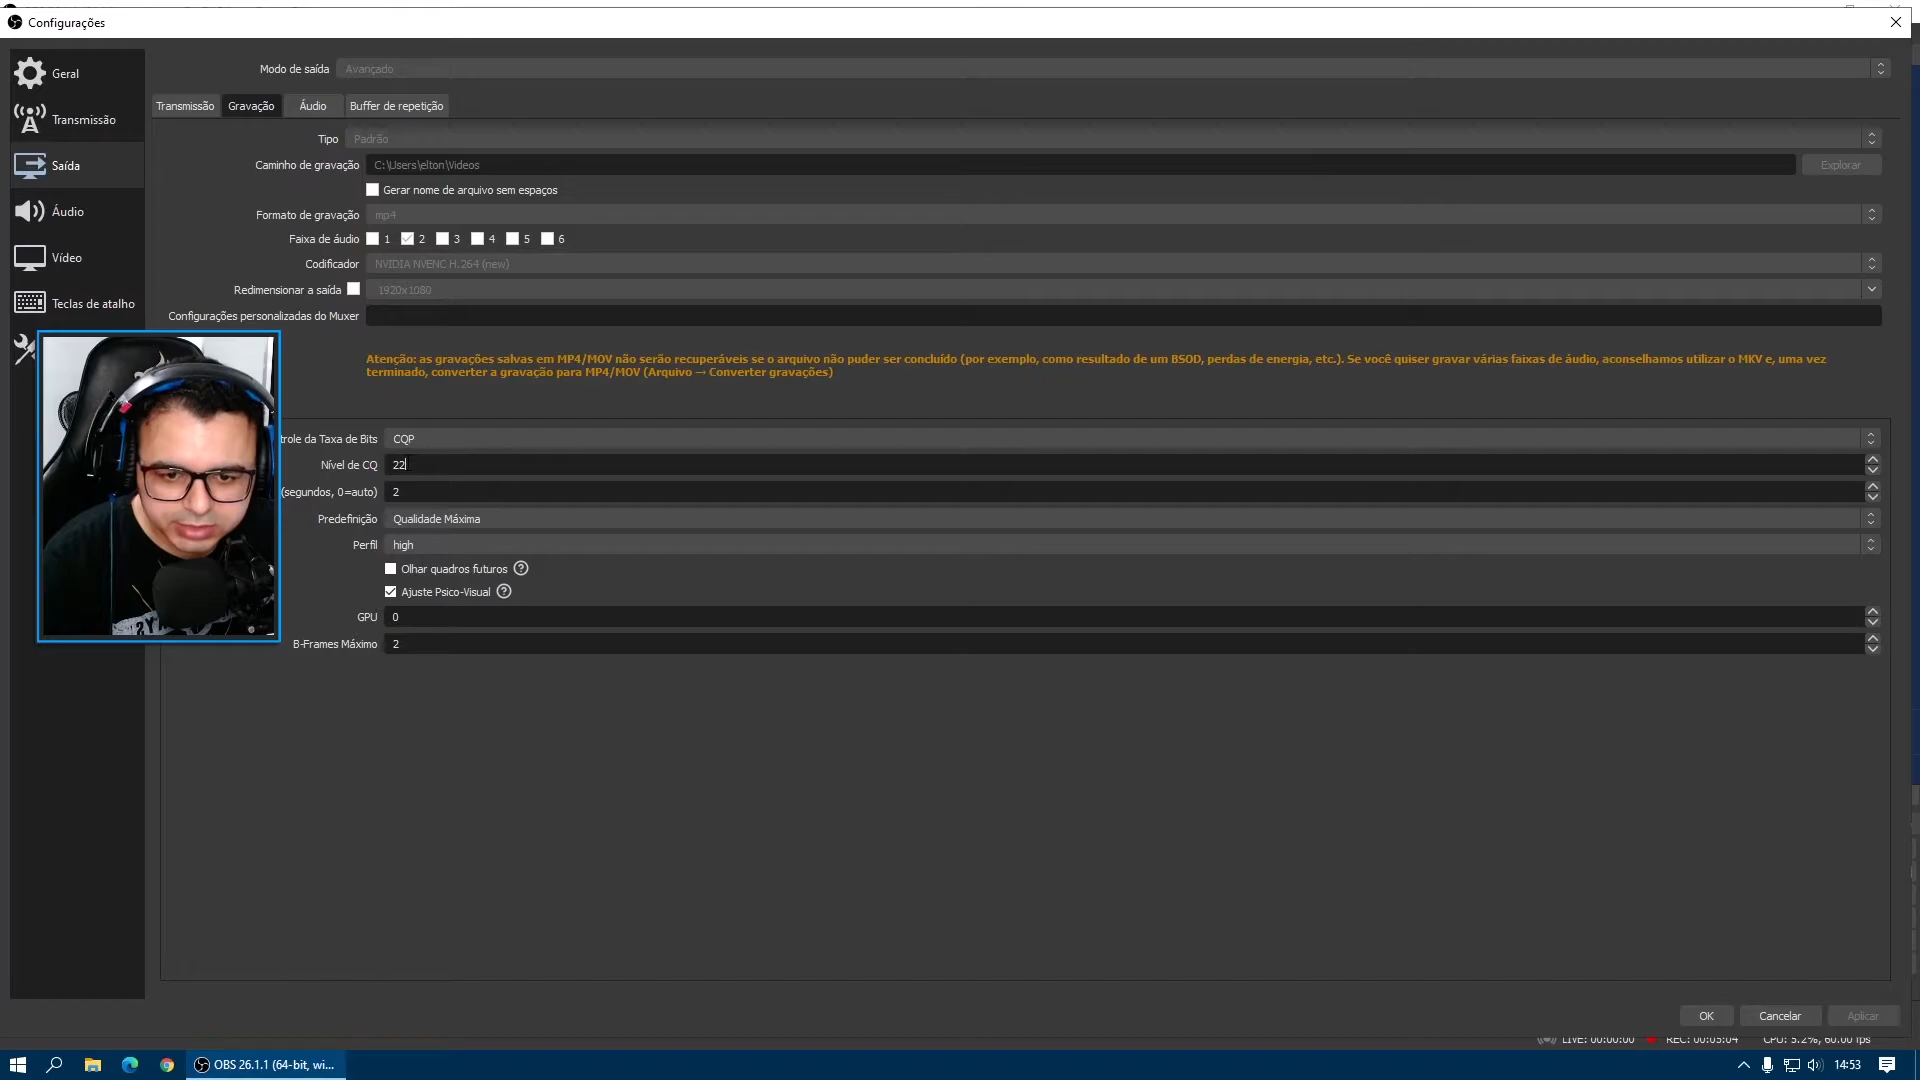 Configurações
Geral
Transmissão
Saída
Áudio
Vídeo
Teclas de atalho
Modo de saída Avançado
Transmissão Gravação Áudio Buffer de repetição
Tipo Padrão
Caminho de gravação C:\Users\elton\Videos Explorar
Gerar nome de arquivo sem espaços
Formato de gravação mp4
Faixa de áudio 1 2 3 4 5 6
Codificador NVIDIA NVENC H.264 (new)
Redimensionar a saída 1920x1080
Configurações personalizadas do Muxer
Atenção: as gravações salvas em MP4/MOV não serão recuperáveis se o arquivo não puder ser concluído (por exemplo, como resultado de um BSOD, perdas de energia, etc.). Se você quiser gravar várias faixas de áudio, aconselhamos utilizar o MKV e, uma vez
terminado, converter a gravação para MP4/MOV (Arquivo → Converter gravações)
trole da Taxa de Bits CQP
Nível de CQ 22
(segundos, 0=auto) 2
Predefinição Qualidade Máxima
Perfil high
Olhar quadros futuros ?
Ajuste Psico-Visual ?
GPU 0
B-Frames Máximo 2
OK Cancelar Aplicar
LIVE: 00:00:00 REC: 00:05:04 CPU: 5.2%, 60.00 fps
OBS 26.1.1 (64-bit, wi...
14:53